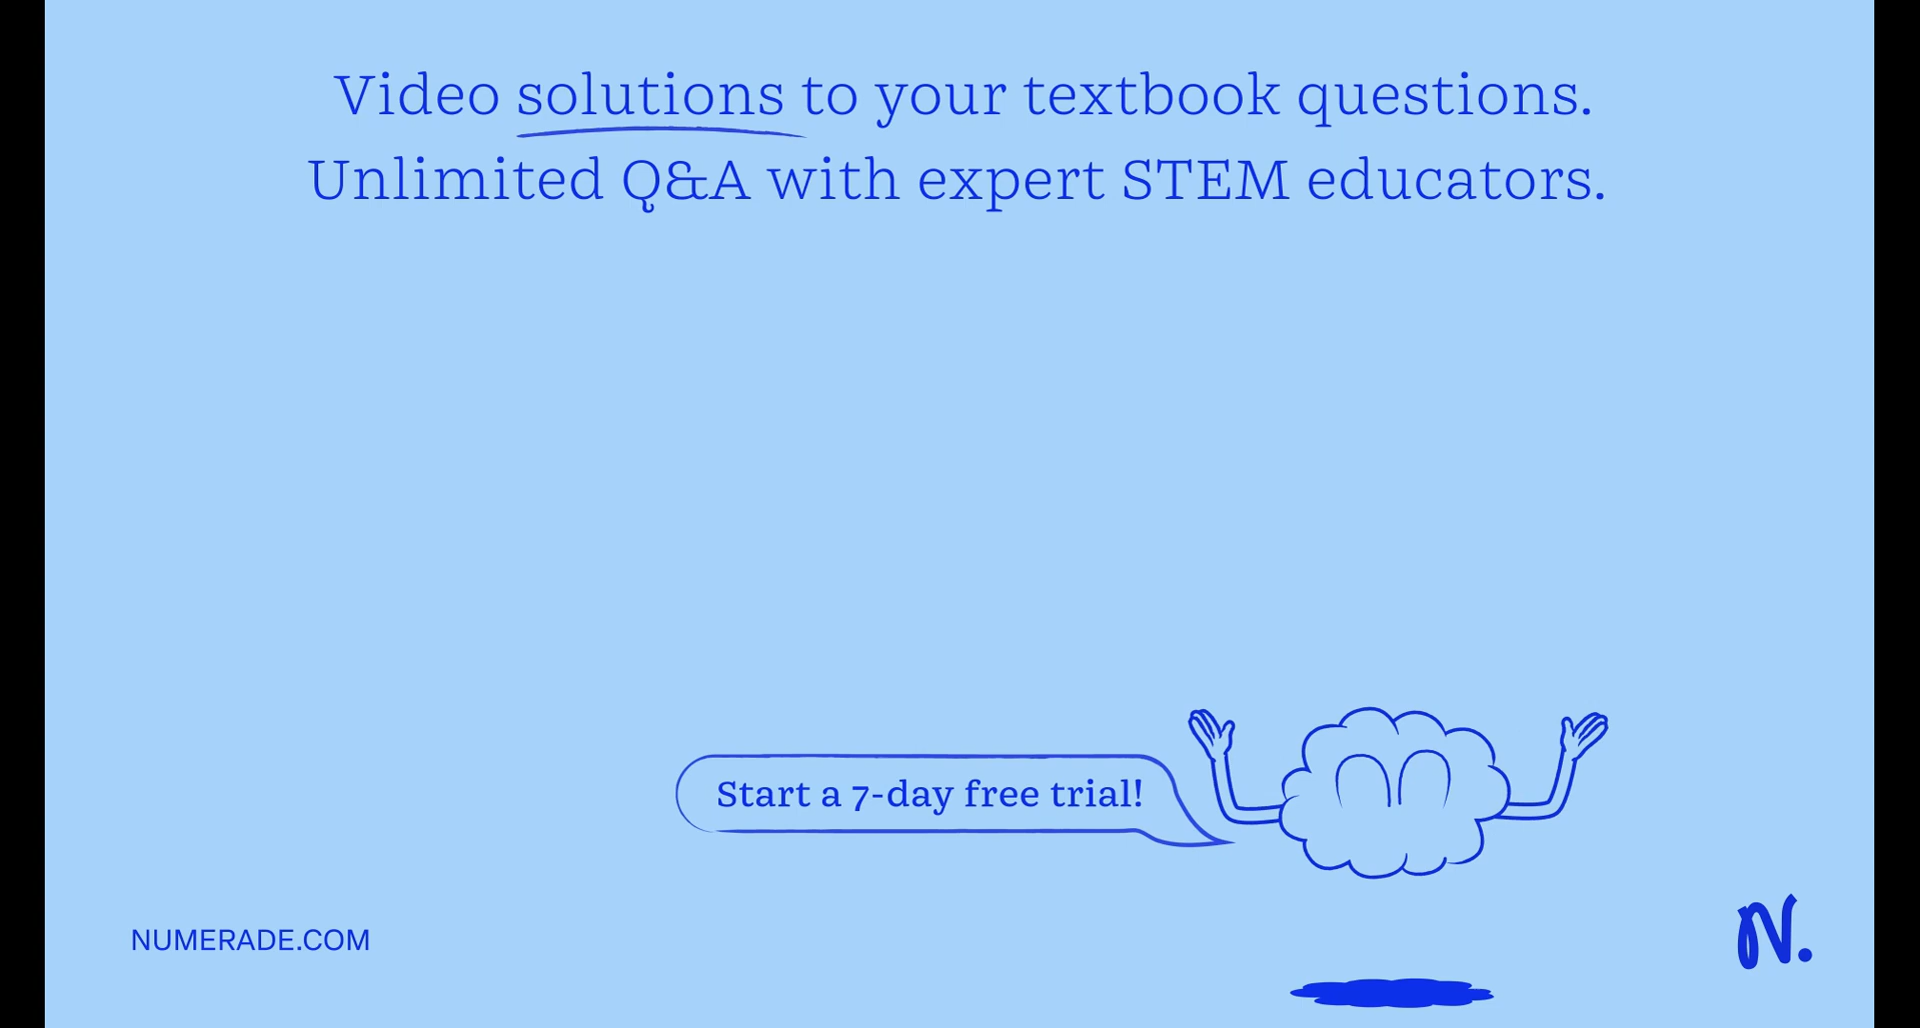 Video solutions to your textbook questions.
Unlimited Q&A with expert STEM educators.
Start a 7-day free trial!
NUMERADE.COM
N.